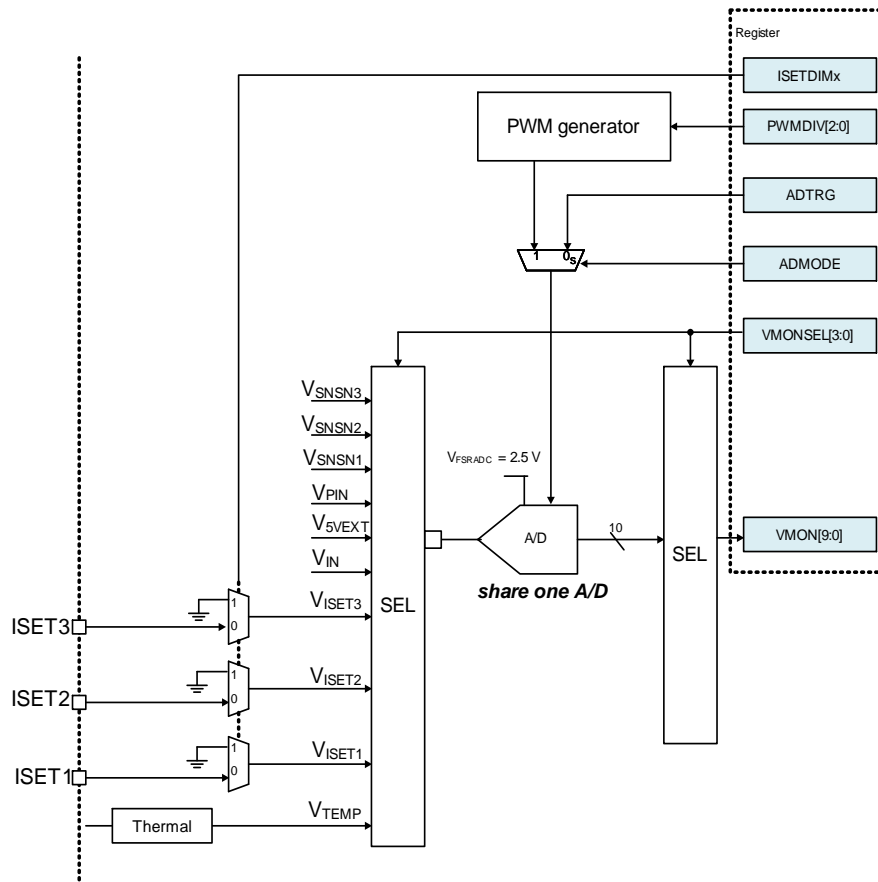 Register
ISETDIMx
PWM generator
PWMDIV[2:0]
ADTRG
1
0
S
ADMODE
VMONSEL[3:0]
VSNSN3
VSNSN2
VSNSN1
VFSRADC = 2.5 V
VPIN
V5VEXT
A/D
10
SEL
VMON[9:0]
VIN
share one A/D
SEL
VISET3
1
0
ISET3
VISET2
1
0
ISET2
VISET1
1
0
ISET1
VTEMP
Thermal